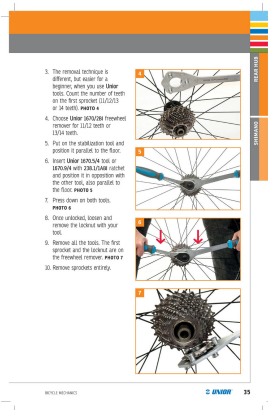 3. The removal technique is
different, but easier for a
beginner, when you use Unior
tools. Count the number of teeth
on the first sprocket (11/12/13
or 14 teeth). PHOTO 4
4. Choose Unior 1670/2BI freewheel
remover for 11/12 teeth or
13/14 teeth.
5. Put on the stabilization tool and
position it parallel to the floor.
6. Insert Unior 1670.5/4 tool or
1670.9/4 with 238.1/1ABI ratchet
and position it in opposition with
the other tool, also parallel to
the floor. PHOTO 5
7. Press down on both tools.
PHOTO 6
8. Once unlocked, loosen and
remove the locknut with your
tool.
9. Remove all the tools. The first
sprocket and the locknut are on
the freewheel remover. PHOTO 7
10. Remove sprockets entirely.
4
5
6
7
REAR HUB
SHIMANO
BICYCLE MECHANICS
UNIOR
35